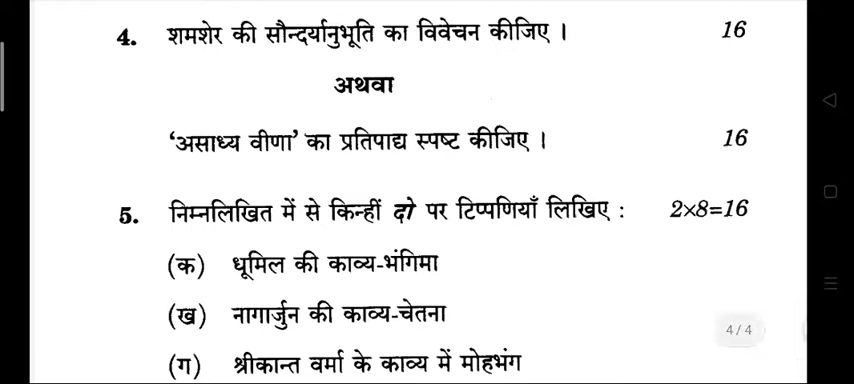 4. शमशेर की सौन्दर्यानुभूति का विवेचन कीजिए । 16
अथवा
'असाध्य वीणा' का प्रतिपाद्य स्पष्ट कीजिए । 16
5. निम्नलिखित में से किन्हीं दो पर टिप्पणियाँ लिखिए : 2×8=16
(क) धूमिल की काव्य-भंगिमा
(ख) नागार्जुन की काव्य-चेतना
4/4
(ग) श्रीकान्त वर्मा के काव्य में मोहभंग